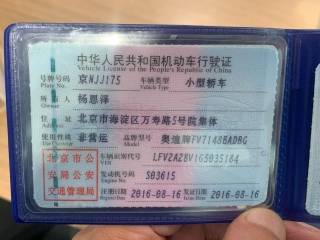 中华人民共和国机动车行驶证
Vehicle License of the People's Republic of China
号牌号码 京NJJ175 车辆类型 小型轿车
Plate No. Vehicle Type
所有人 杨恩泽
Owner
住址 北京市海淀区万寿路5号院集体
Address
使用性质 非营运 品牌型号 奥迪牌FV7148BADBG
Use Character Model
北京市公 车辆识别代号 LFV2A28V1G5035184
VIN
安局公安 发动机号码 S03615
Engine No.
交通管理局 注册日期 2016-08-16 发证日期 2016-08-16
Register Date Issue Date